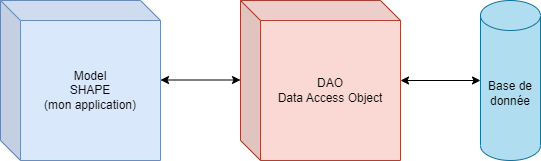 Model
SHAPE
(mon application)
DAO
Data Access Object
Base de
donnée